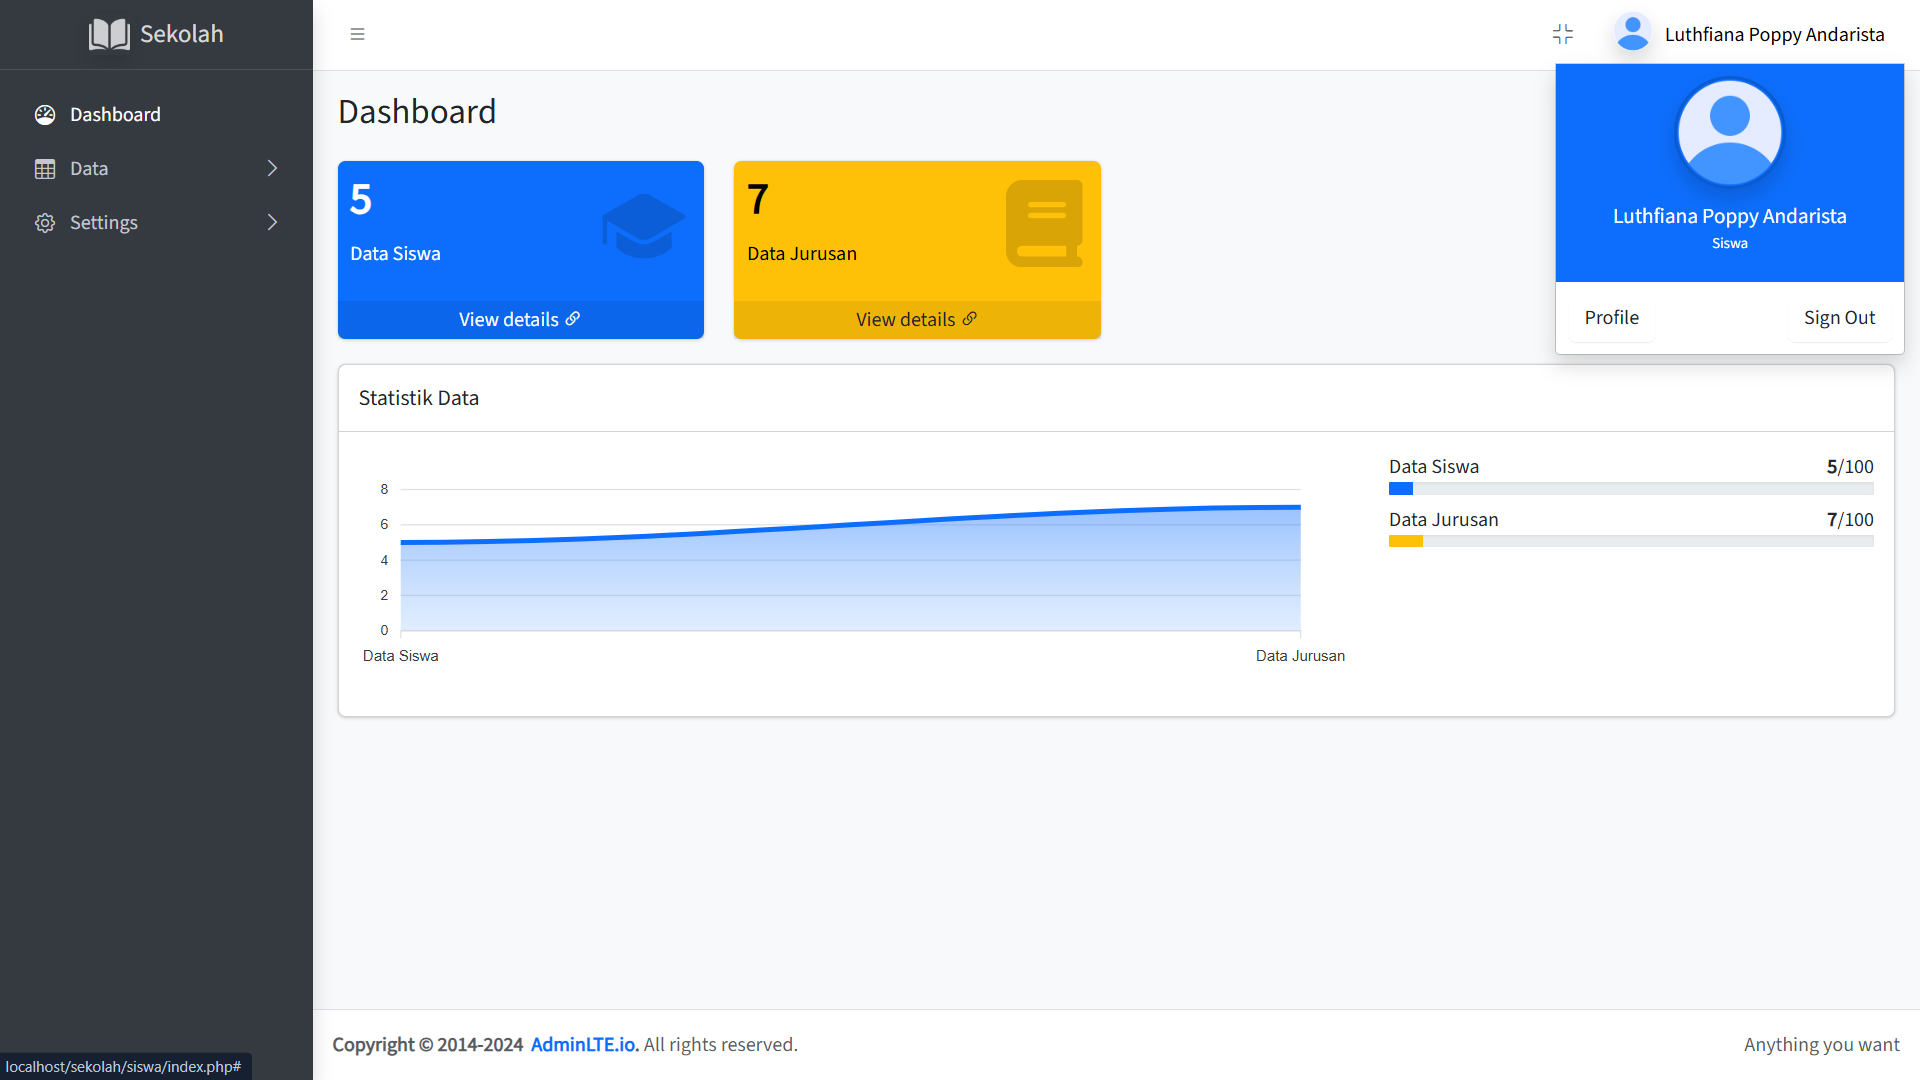 Sekolah
Luthfiana Poppy Andarista
Dashboard
Data
Settings
Dashboard
5
Data Siswa
View details
7
Data Jurusan
View details
Luthfiana Poppy Andarista
Siswa
Profile
Sign Out
Statistik Data
8
6
4
2
0
Data Siswa
Data Jurusan
Data Siswa 5/100
Data Jurusan 7/100
Copyright © 2014-2024 AdminLTE.io. All rights reserved.
Anything you want
localhost/sekolah/siswa/index.php#